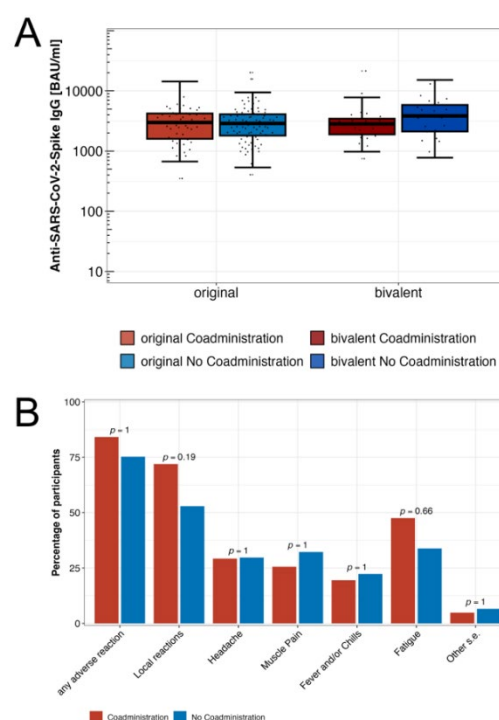 A
Anti-SARS-CoV-2-Spike IgG [BAU/ml]
10000
1000
100
10
original
bivalent
original Coadministration
bivalent Coadministration
original No Coadministration
bivalent No Coadministration
B
Percentage of participants
100
75
50
25
0
p = 1
p = 0.19
p = 1
p = 1
p = 1
p = 0.66
p = 1
any adverse reaction
Local reactions
Headache
Muscle Pain
Fever and/or Chills
Fatigue
Other s.e.
Coadministration
No Coadministration